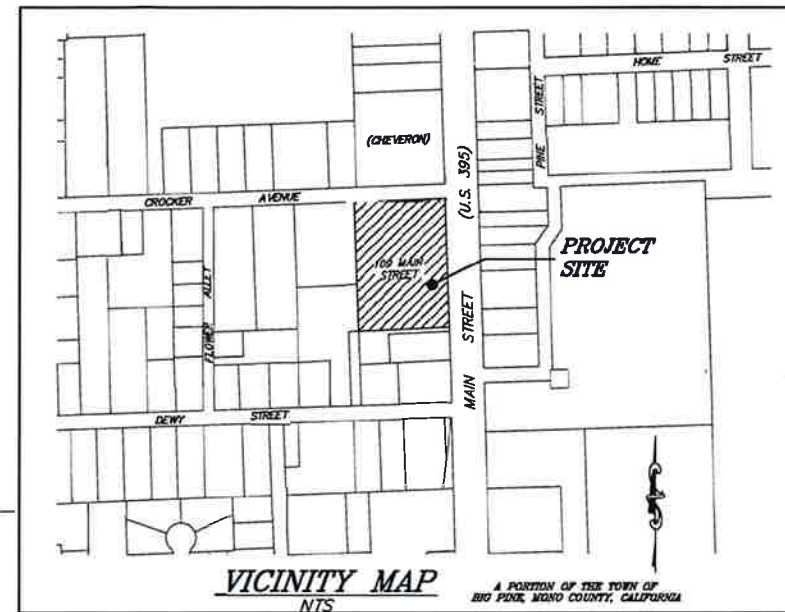 HOME STREET
PINE STREET
(CHEVERON)
(U.S. 395)
CROCKER AVENUE
109 MAIN
STREET
PROJECT
SITE
FLOWER ALLEY
MAIN STREET
DEWY STREET
VICINITY MAP
NTS
A PORTION OF THE TOWN OF
BIG PINE, MONO COUNTY, CALIFORNIA